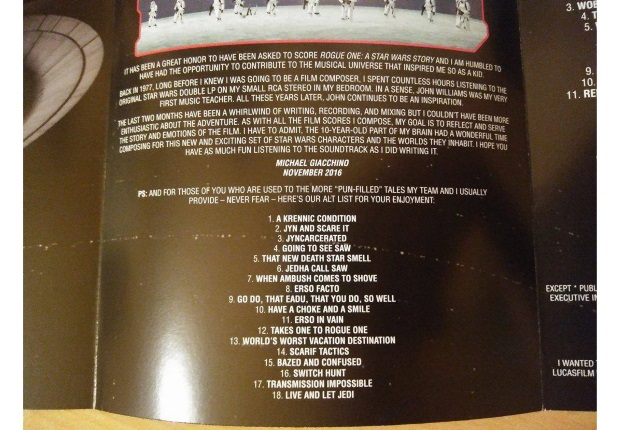 IT HAS BEEN A GREAT HONOR TO HAVE BEEN ASKED TO SCORE ROGUE ONE: A STAR WARS STORY AND I AM HUMBLED TO
HAVE HAD THE OPPORTUNITY TO CONTRIBUTE TO THE MUSICAL UNIVERSE THAT INSPIRED ME SO AS A KID.
BACK IN 1977, LONG BEFORE I KNEW I WAS GOING TO BE A FILM COMPOSER, I SPENT COUNTLESS HOURS LISTENING TO THE
ORIGINAL STAR WARS DOUBLE LP ON MY SMALL RCA STEREO IN MY BEDROOM. IN A SENSE, JOHN WILLIAMS WAS MY VERY
FIRST MUSIC TEACHER. ALL THESE YEARS LATER, JOHN CONTINUES TO BE AN INSPIRATION.
THE LAST TWO MONTHS HAVE BEEN A WHIRLWIND OF WRITING, RECORDING, AND MIXING BUT I COULDN'T HAVE BEEN MORE
ENTHUSIASTIC ABOUT THE ADVENTURE. AS WITH ALL THE FILM SCORES I COMPOSE, MY GOAL IS TO REFLECT AND SERVE
THE STORY AND EMOTIONS OF THE FILM. I HAVE TO ADMIT, THE 10-YEAR-OLD PART OF MY BRAIN HAD A WONDERFUL TIME
COMPOSING FOR THIS NEW AND EXCITING SET OF STAR WARS CHARACTERS AND THE WORLDS THEY INHABIT. I HOPE YOU
HAVE AS MUCH FUN LISTENING TO THE SOUNDTRACK AS I DID WRITING IT.
MICHAEL GIACCHINO
NOVEMBER 2016
PS: AND FOR THOSE OF YOU WHO ARE USED TO THE MORE "PUN-FILLED" TALES MY TEAM AND I USUALLY
PROVIDE – NEVER FEAR – HERE'S OUR ALT LIST FOR YOUR ENJOYMENT:
1. A KRENNIC CONDITION
2. JYN AND SCARE IT
3. JYNCARCERATED
4. GOING TO SEE SAW
5. THAT NEW DEATH STAR SMELL
6. JEDHA CALL SAW
7. WHEN AMBUSH COMES TO SHOVE
8. ERSO FACTO
9. GO DO, THAT EADU, THAT YOU DO, SO WELL
10. HAVE A CHOKE AND A SMILE
11. ERSO IN VAIN
12. TAKES ONE TO ROGUE ONE
13. WORLD'S WORST VACATION DESTINATION
14. SCARIF TACTICS
15. BAZED AND CONFUSED
16. SWITCH HUNT
17. TRANSMISSION IMPOSSIBLE
18. LIVE AND LET JEDI
3.
4.
5.
9.
10.
11.
EXCEPT * PUBL
EXECUTIVE IN
I WANTED
LUCASFILM